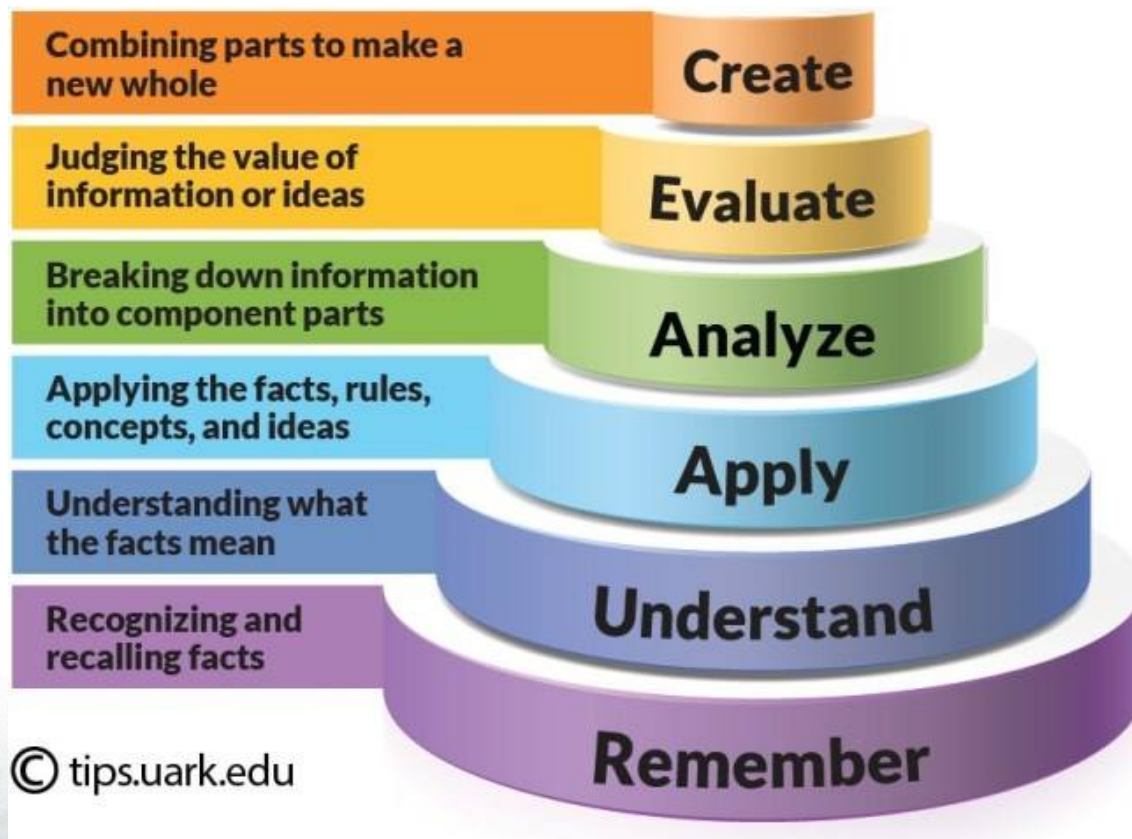 Combining parts to make a
new whole
Create
Judging the value of
information or ideas
Evaluate
Breaking down information
into component parts
Analyze
Applying the facts, rules,
concepts, and ideas
Apply
Understanding what
the facts mean
Understand
Recognizing and
recalling facts
Remember
© tips.uark.edu